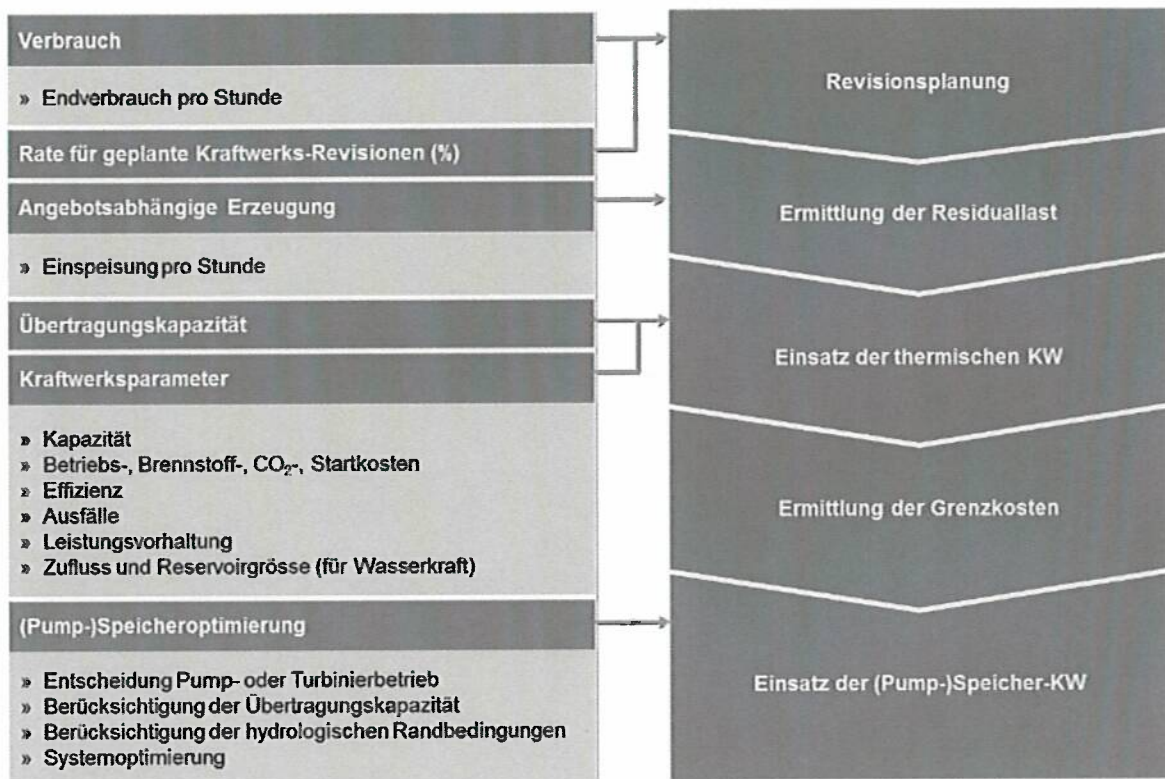 Verbrauch
» Endverbrauch pro Stunde
Rate für geplante Kraftwerks-Revisionen (%)
Angebotsabhängige Erzeugung
» Einspeisung pro Stunde
Übertragungskapazität
Kraftwerksparameter
» Kapazität
» Betriebs-, Brennstoff-, CO₂-, Startkosten
» Effizienz
» Ausfälle
» Leistungsvorhaltung
» Zufluss und Reservoirgrösse (für Wasserkraft)
(Pump-)Speicheroptimierung
» Entscheidung Pump- oder Turbinierbetrieb
» Berücksichtigung der Übertragungskapazität
» Berücksichtigung der hydrologischen Randbedingungen
» Systemoptimierung
Revisionsplanung
Ermittlung der Residuallast
Einsatz der thermischen KW
Ermittlung der Grenzkosten
Einsatz der (Pump-)Speicher-KW